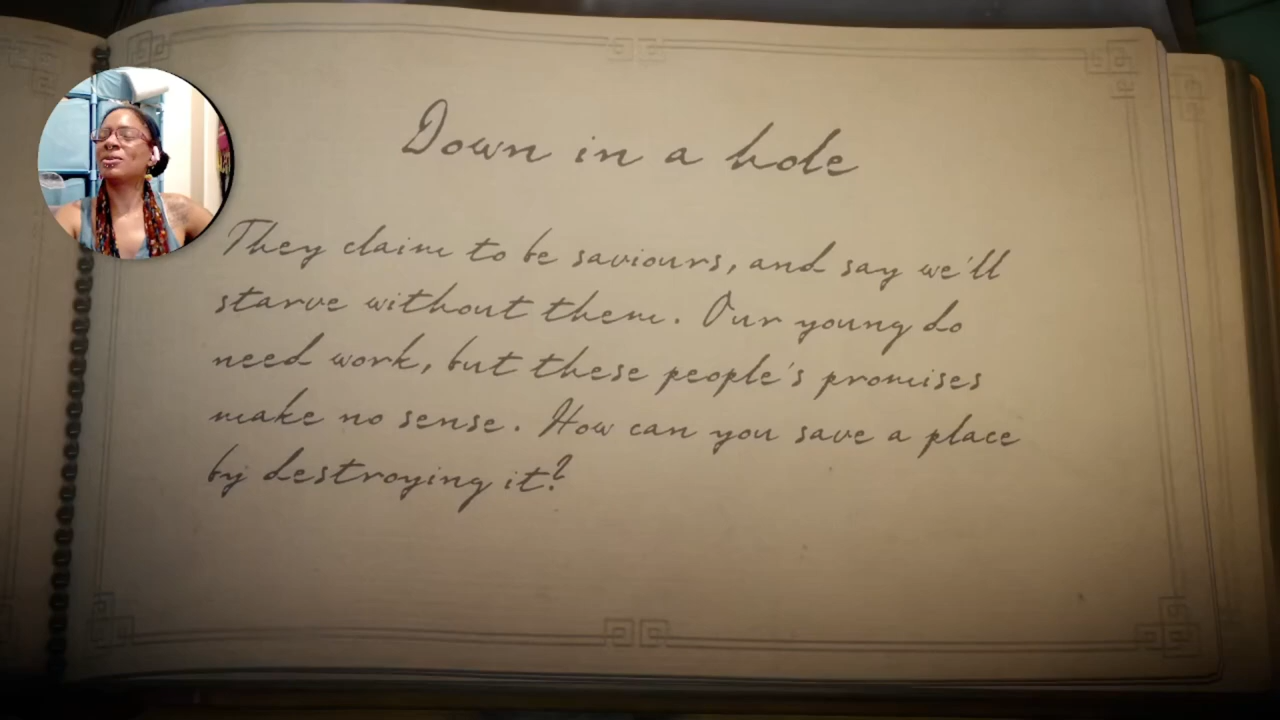 Down in a hole
They claim to be saviours, and say we'll
starve without them. Our young do
need work, but these people's promises
make no sense. How can you save a place
by destroying it?